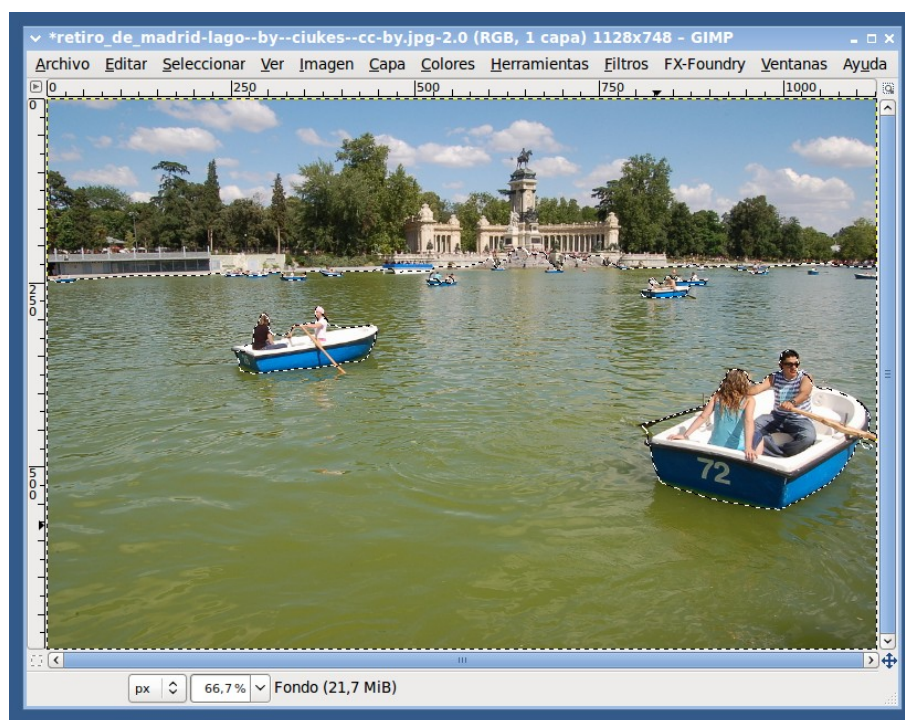 *retiro_de_madrid-lago--by--ciukes--cc-by.jpg-2.0 (RGB, 1 capa) 1128x748 – GIMP
Archivo Editar Seleccionar Ver Imagen Capa Colores Herramientas Filtros FX-Foundry Ventanas Ayuda
0 250 500 750 1000
0
250
500
72
px 66,7% Fondo (21,7 MiB)